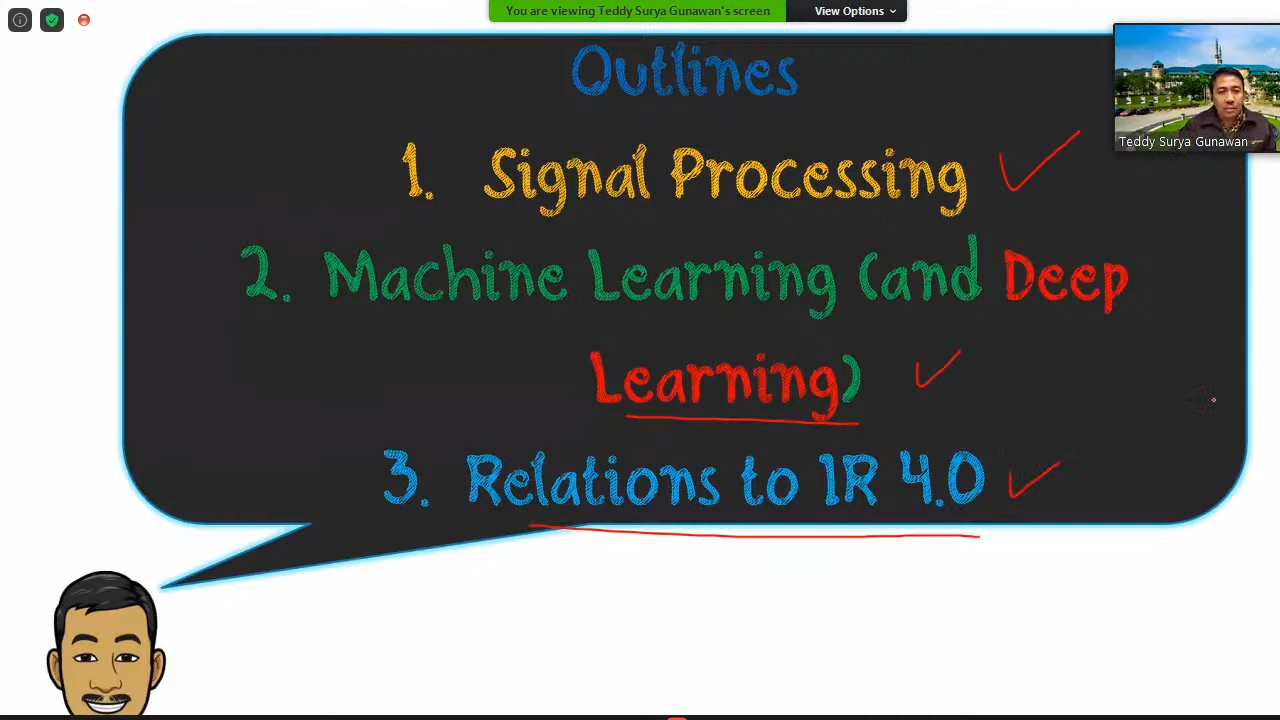 You are viewing Teddy Surya Gunawan's screen
View Options
Outlines
1. Signal Processing
2. Machine Learning (and Deep
Learning)
3. Relations to IR 4.0
Teddy Surya Gunawan